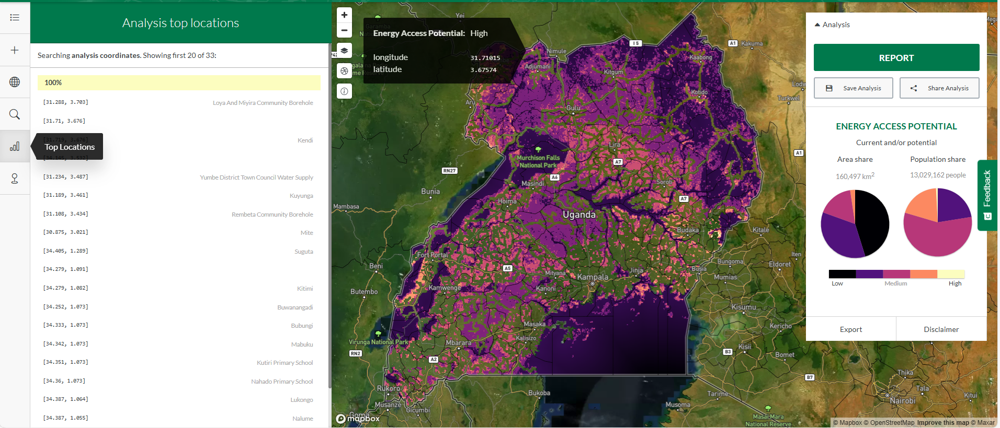 Analysis top locations
Searching analysis coordinates. Showing first 20 of 33:
100%
[31.288, 3.703] Loya And Miyira Community Borehole
[31.71, 3.676]
[31.719, 3.676] Kendi
Top Locations
[34.145, 3.532]
[31.234, 3.487] Yumbe District Town Council Water Supply
[31.189, 3.461] Kuyunga
[31.108, 3.434] Rembeta Community Borehole
[30.875, 3.021] Mite
[34.405, 1.289] Suguta
[34.279, 1.091]
[34.279, 1.082] Kitimi
[34.252, 1.073] Buwanangadi
[34.333, 1.073] Bubungi
[34.342, 1.073] Mabuku
[34.351, 1.073] Kutiri Primary School
[34.36, 1.073] Nahado Primary School
[34.387, 1.064] Lukongo
[34.387, 1.055] Nalume
Energy Access Potential: High
longitude 31.71015
latitude 3.67574
Yei
Garamba
Nimule
I 5
A1
Kakuma
Adjumani
Kitgum
Kaabong
Lodw
Turkwel
Kotido
Aru
Gulu
Lira
A1
Murchison Falls
National Park
A7
RN27
A6
Masindi
Soroti
Bunia
Hoima
A7
Mambasa
Uganda
Budaka
Kitale
Fort Portal
Iten
Beni
A5
Bungoma
Eldoret
Mityana
Jinja
Busia
Kampala
Mumias
Butembo
Kamwenge
Kanoni
Kisumu
Masaka
Kericho
Virunga National Park
Kalisizo
Mbarara
Kisii
RN2
B3
Bomet
A2
Thika
B7
Rukoro
Bukoba
Tarime
Tala
Kitui
Musanze
Musoma
Nairobi
Gicumbi
Goma
Masai Mara
National Reserve
mapbox
© Mapbox © OpenStreetMap Improve this map © Maxar
Analysis
REPORT
Save Analysis
Share Analysis
ENERGY ACCESS POTENTIAL
Current and/or potential
Area share
Population share
160,497 km2
13,029,162 people
Low
Medium
High
Export
Disclaimer
Feedback